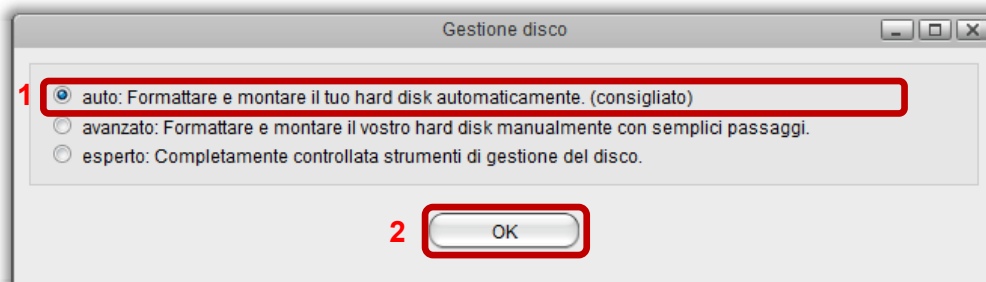 Gestione disco
1 auto: Formattare e montare il tuo hard disk automaticamente. (consigliato)
avanzato: Formattare e montare il vostro hard disk manualmente con semplici passaggi.
esperto: Completamente controllata strumenti di gestione del disco.
2 OK